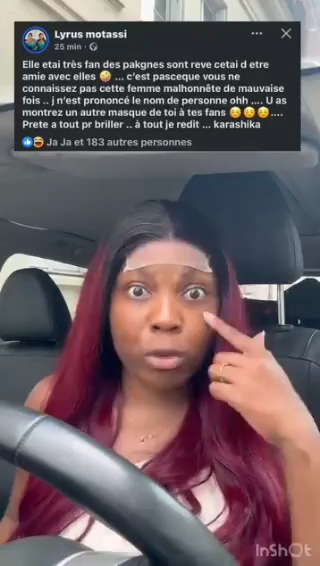 Lyrus motassi
25 min
Elle etai très fan des pakgnes sont reve cetai d etre
amie avec elles 🤪 ... c'est pasceque vous ne
connaissez pas cette femme malhonnête de mauvaise
fois .. j n'est prononcé le nom de personne ohh .... U as
montrez un autre masque de toi à tes fans ☺️☺️☺️....
Prete a tout pr briller .. à tout je redit ... karashika
Ja Ja et 183 autres personnes
InShOt